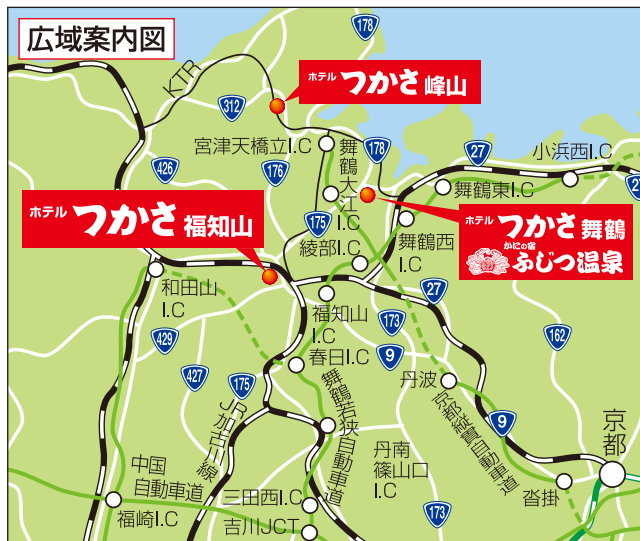 広域案内図
178
KTR
312
ホテル つかさ 峰山
宮津天橋立I.C
178
27
小浜西I.C
426
176
舞鶴大江I.C
舞鶴東I.C
27
ホテル つかさ 福知山
175
ホテル つかさ 舞鶴
かにの宿
ふじつ温泉
綾部I.C
舞鶴西
I.C
和田山
I.C
27
福知山
I.C
173
162
429
春日I.C
9
427
175
丹波
舞鶴若狭自動車道
京都縦貫自動車道
9
JR加古川線
京都
丹南
篠山口
I.C
中国
自動車道
三田西I.C
沓掛
福崎I.C
吉川JCT
173